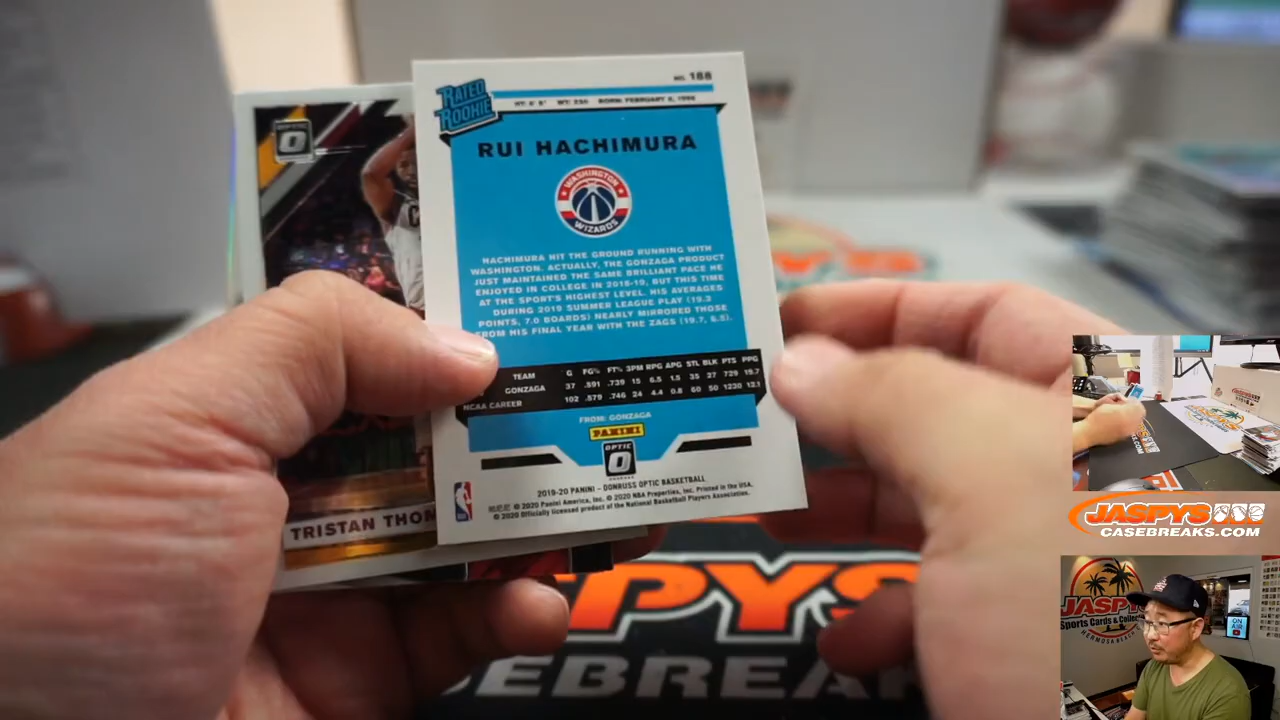 RATED
ROOKIE
NO. 188
HT: 6' 8" WT: 230 BORN: FEBRUARY 8, 1998
RUI HACHIMURA
WASHINGTON
WIZARDS
HACHIMURA HIT THE GROUND RUNNING WITH
WASHINGTON. ACTUALLY, THE GONZAGA PRODUCT
JUST MAINTAINED THE SAME BRILLIANT PACE HE
ENJOYED IN COLLEGE IN 2018-19, BUT THIS TIME
AT THE SPORT'S HIGHEST LEVEL. HIS AVERAGES
DURING 2019 SUMMER LEAGUE PLAY (19.3
POINTS, 7.0 BOARDS) NEARLY MIRRORED THOSE
FROM HIS FINAL YEAR WITH THE ZAGS (19.7, 6.5).
TEAM G FG% FT% 3PM RPG APG STL BLK PTS PPG
GONZAGA 37 .591 .739 15 6.5 1.5 35 27 729 19.7
NCAA CAREER 102 .579 .746 24 4.4 0.8 60 50 1230 12.1
FROM: GONZAGA
PANINI
OPTIC
O
2019-20 PANINI - DONRUSS OPTIC BASKETBALL
© 2020 Panini America, Inc. © 2020 NBA Properties, Inc. Printed in the USA.
© 2020 Officially licensed product of the National Basketball Players Association.
NBA
OPTIC
O
TRISTAN THOM
JASPYS
CASEBREAKS.COM
JASPY
Sports Cards & Collec
HERMOSA BEACH
ON
AIR
PYS
EBREA